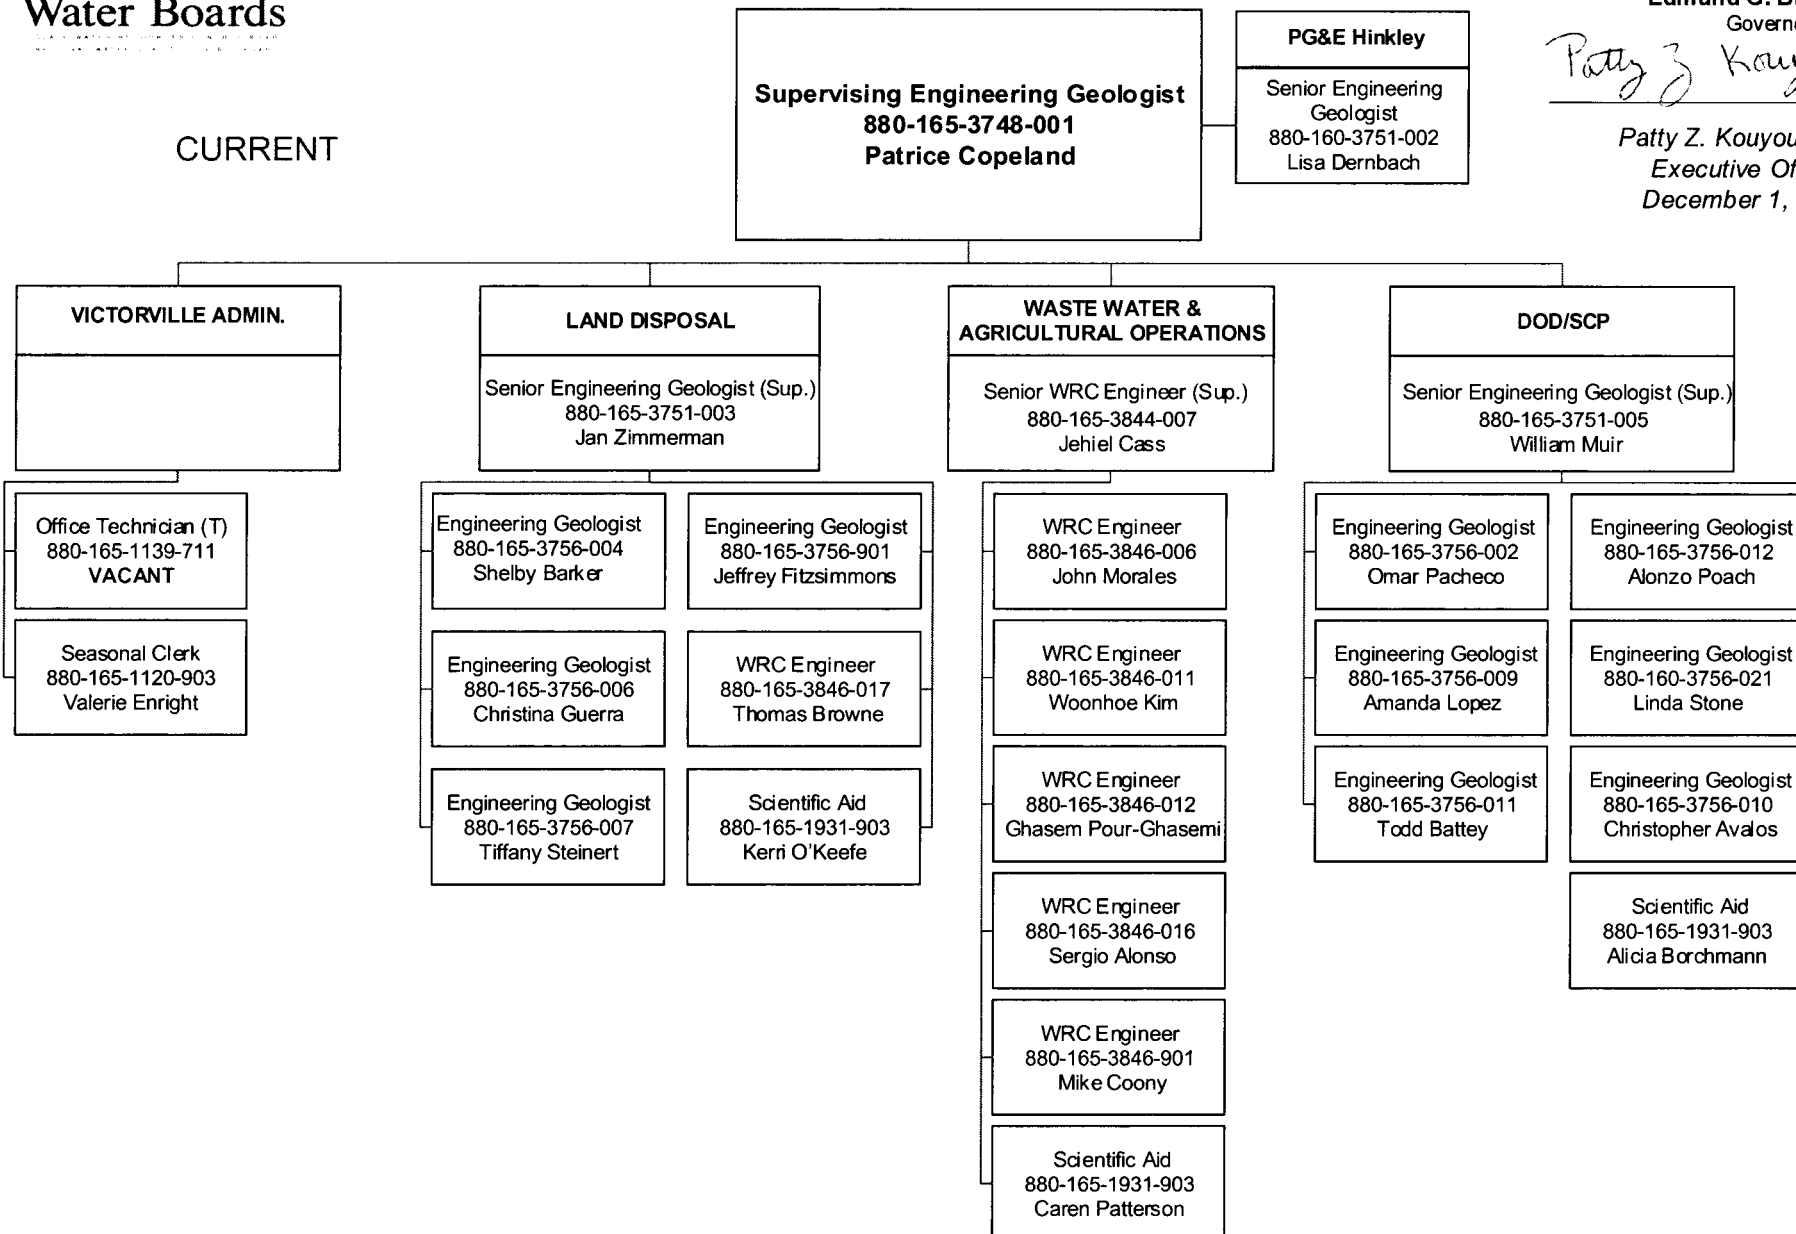 Water Boards
CURRENT
Supervising Engineering Geologist
880-165-3748-001
Patrice Copeland
PG&E Hinkley
Senior Engineering
Geologist
880-160-3751-002
Lisa Dernbach
Edmund G.
Patty Z
Patty Z.
Executive
December 1,
VICTORVILLE ADMIN.
Office Technician (T)
880-165-1139-711
VACANT
Seasonal Clerk
880-165-1120-903
Valerie Enright
LAND DISPOSAL
Senior Engineering Geologist (Sup.)
880-165-3751-003
Jan Zimmerman
Engineering Geologist
880-165-3756-004
Shelby Barker
Engineering Geologist
880-165-3756-006
Christina Guerra
Engineering Geologist
880-165-3756-007
Tiffany Steinert
Engineering Geologist
880-165-3756-901
Jeffrey Fitzsimmons
WRC Engineer
880-165-3846-017
Thomas Browne
Scientific Aid
880-165-1931-903
Kerri O'Keefe
WASTE WATER &
AGRICULTURAL OPERATIONS
Senior WRC Engineer (Sup.)
880-165-3844-007
Jehiel Cass
WRC Engineer
880-165-3846-006
John Morales
WRC Engineer
880-165-3846-011
Woonhoe Kim
WRC Engineer
880-165-3846-012
Ghasem Pour-Ghasemi
WRC Engineer
880-165-3846-016
Sergio Alonso
WRC Engineer
880-165-3846-901
Mike Coony
Scientific Aid
880-165-1931-903
Caren Patterson
DOD/SCP
Senior Engineering Geologist (Sup.)
880-165-3751-005
William Muir
Engineering Geologist
880-165-3756-002
Omar Pacheco
Engineering Geologist
880-165-3756-009
Amanda Lopez
Engineering Geologist
880-165-3756-011
Todd Battey
Engineering Geologist
880-165-3756-012
Alonzo Poach
Engineering Geologist
880-160-3756-021
Linda Stone
Engineering Geologist
880-165-3756-010
Christopher Avalos
Scientific Aid
880-165-1931-903
Alicia Borchmann